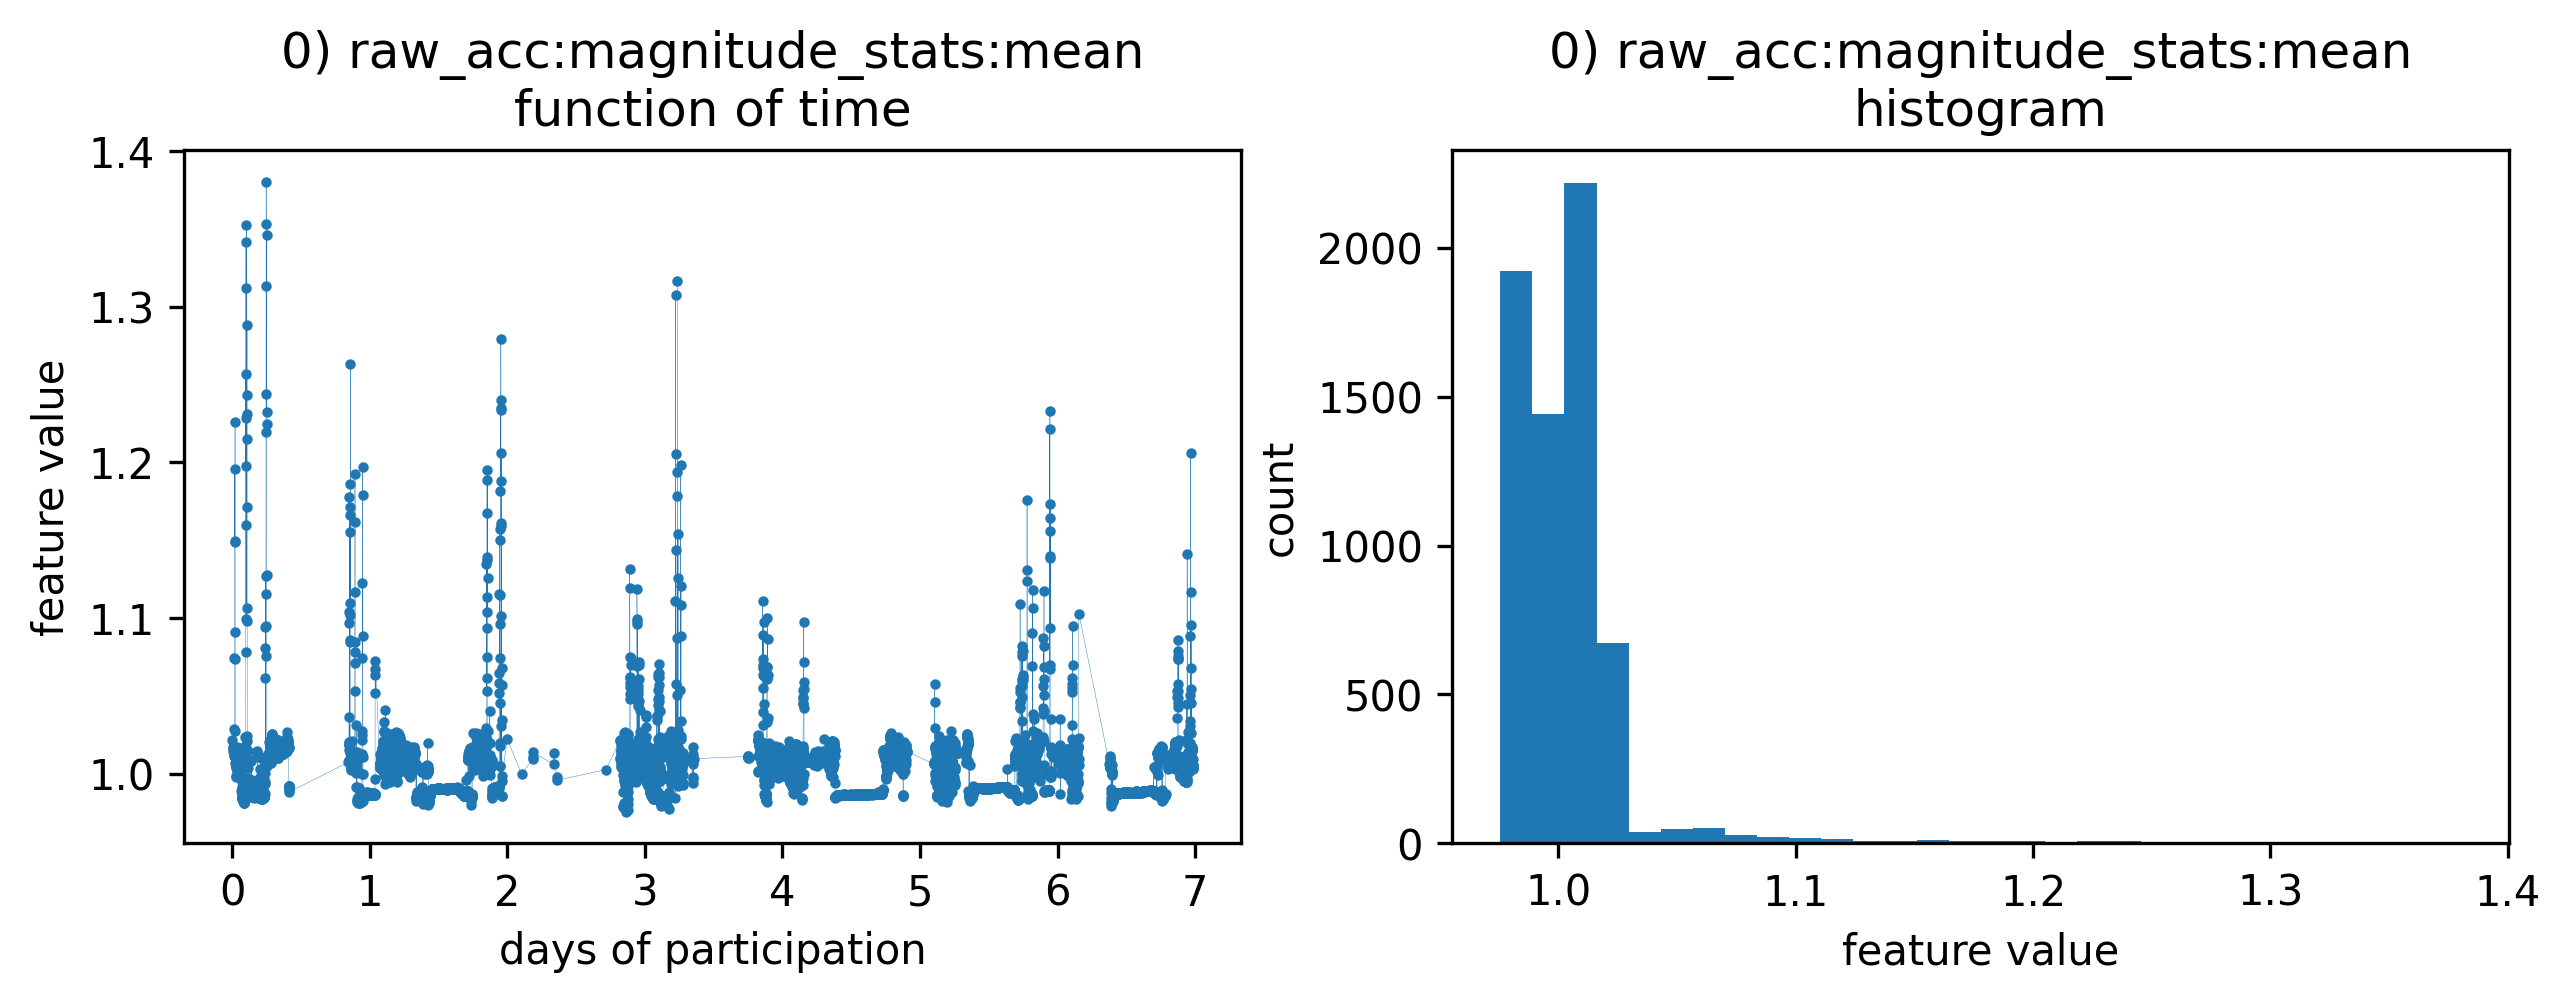 0) raw_acc:magnitude_stats:mean
function of time
feature value
1.4
1.3
1.2
1.1
1.0
0 1 2 3 4 5 6 7
days of participation
0) raw_acc:magnitude_stats:mean
histogram
count
2000
1500
1000
500
0
1.0 1.1 1.2 1.3 1.4
feature value